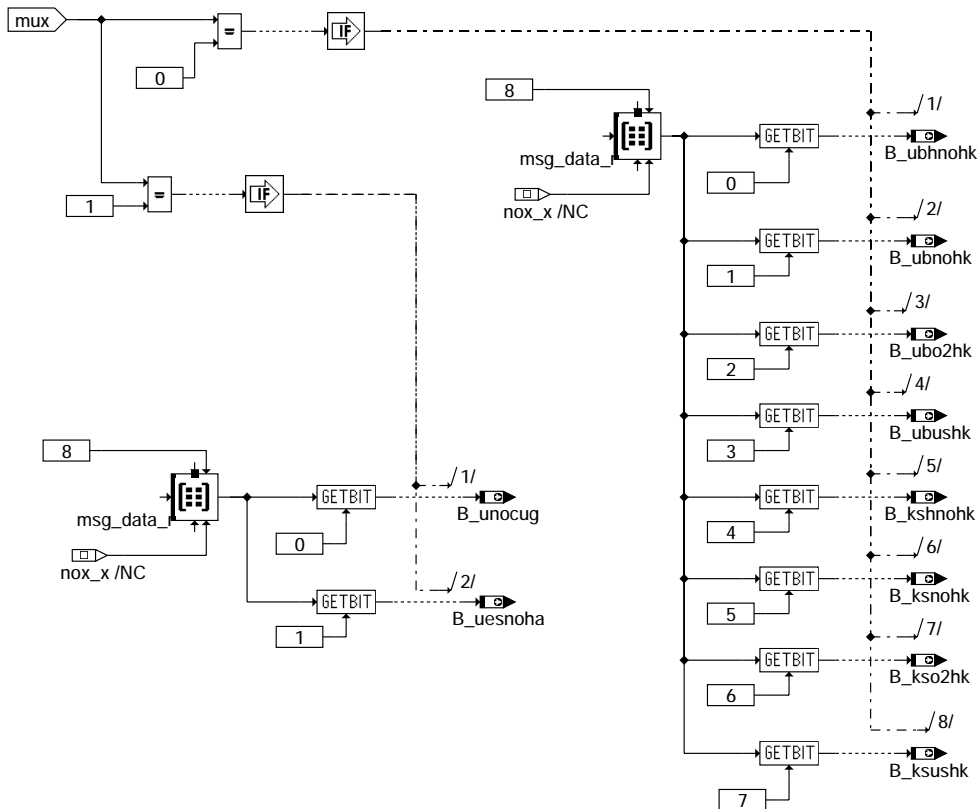 mux
=
IF
0
/1/
8
GETBIT
B_ubhnohk
msg_data_r
0
=
IF
1
nox_x /NC
/2/
GETBIT
B_ubnohk
1
/3/
GETBIT
B_ubo2hk
2
/4/
GETBIT
B_ubushk
3
8
/5/
/1/
GETBIT
B_unocug
GETBIT
B_kshnohk
msg_data_r
4
0
/6/
nox_x /NC
/2/
GETBIT
B_ksnohk
GETBIT
B_uesnoha
5
1
/7/
GETBIT
B_kso2hk
6
/8/
GETBIT
B_ksushk
7